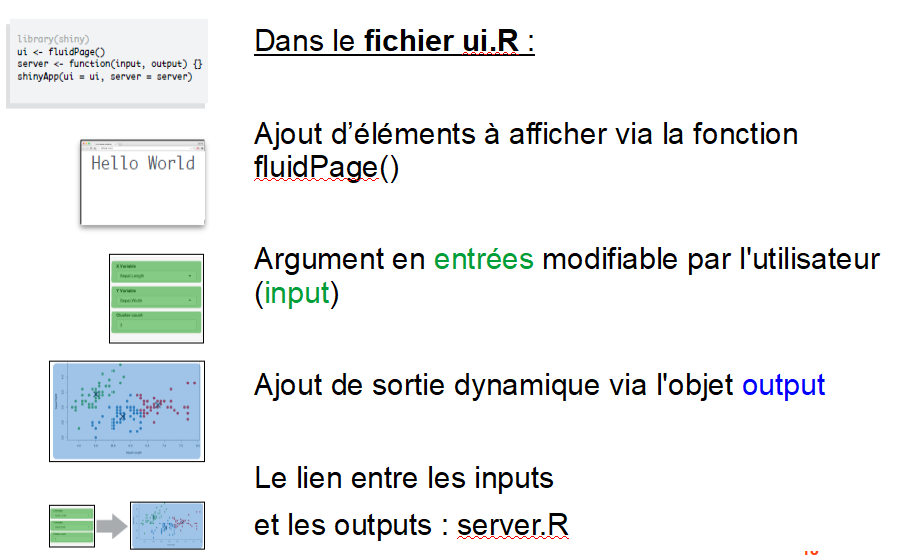 library(shiny)
ui <- fluidPage()
server <- function(input, output) {}
shinyApp(ui = ui, server = server)
Dans le fichier ui.R :
Hello World
Ajout d’éléments à afficher via la fonction
fluidPage()
X Variable
Sepal.Length
Y Variable
Sepal.Width
Cluster count
3
Argument en entrées modifiable par l'utilisateur
(input)
Ajout de sortie dynamique via l'objet output
Le lien entre les inputs
et les outputs : server.R